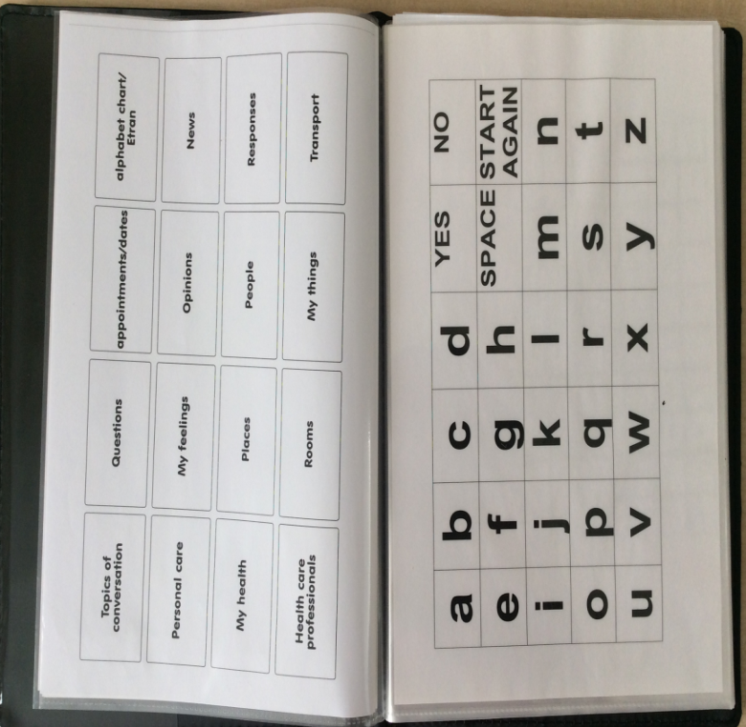 Topics of
conversation
Questions
appointments/dates
alphabet chart/
Etran
Personal care
My feelings
Opinions
News
My health
Places
People
Responses
Health care
professionals
Rooms
My things
Transport
a b c d YES NO
e f g h SPACE START
AGAIN
i j k l m n
o p q r s t
u v w x y z